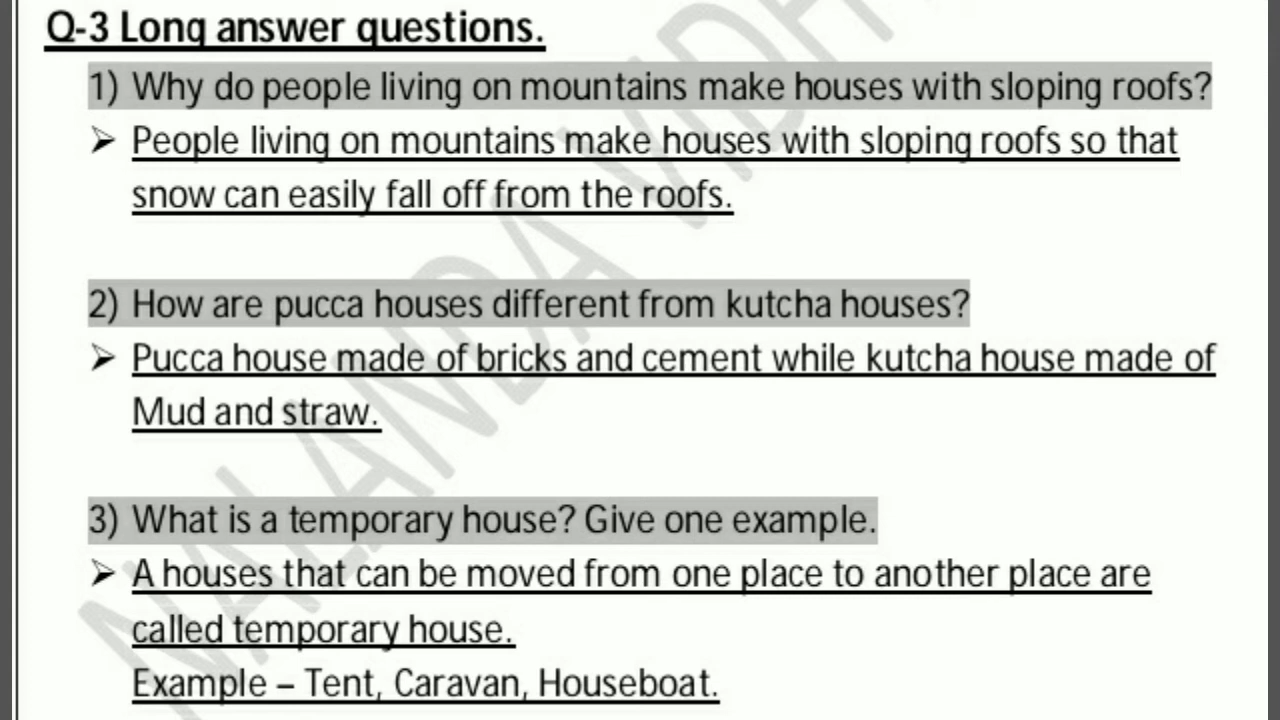 Q-3 Long answer questions.
1) Why do people living on mountains make houses with sloping roofs?
➢ People living on mountains make houses with sloping roofs so that
snow can easily fall off from the roofs.
2) How are pucca houses different from kutcha houses?
➢ Pucca house made of bricks and cement while kutcha house made of
Mud and straw.
3) What is a temporary house? Give one example.
➢ A houses that can be moved from one place to another place are
called temporary house.
Example – Tent, Caravan, Houseboat.
NALANDA VIDH